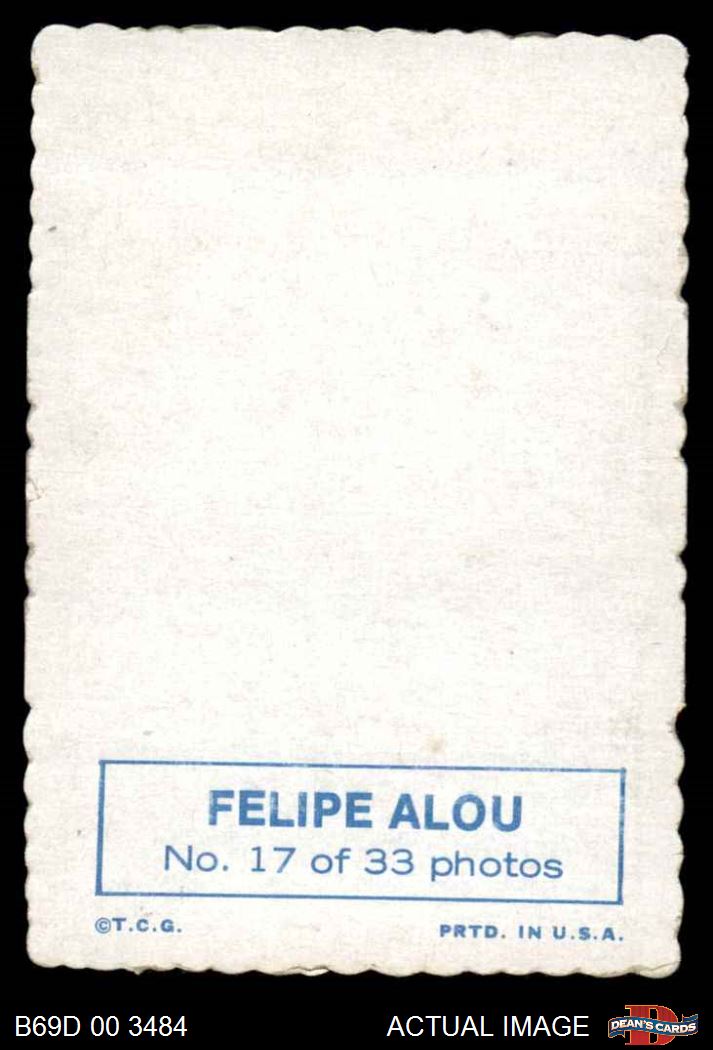 FELIPE ALOU
No. 17 of 33 photos
©T.C.G. PRTD. IN U.S.A.
B69D 00 3484 ACTUAL IMAGE D DEAN'S CARDS